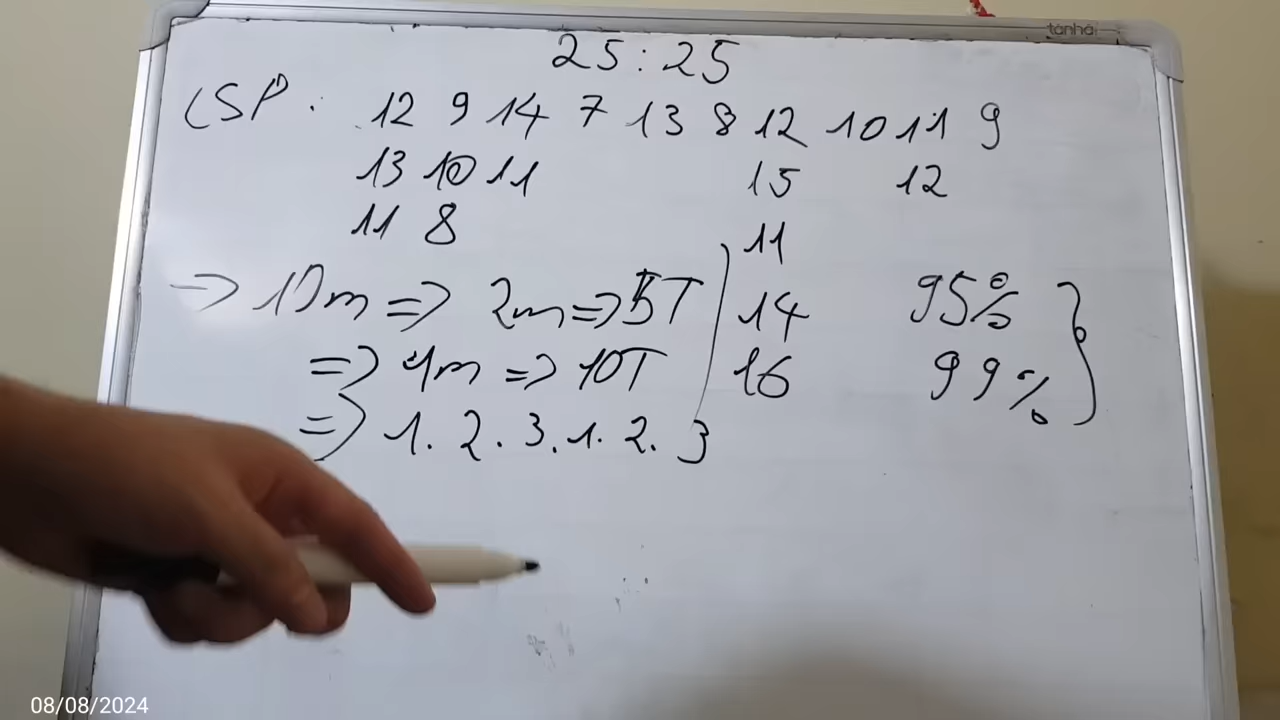 tânhải
25:25
CSP: 12 9 14 7 13 8 12 10 11 9
13 10 11 15 12
11 8 11
=> 10m => 2m => 5T 14 95%
=> 4m => 10T 16 99%
=> 1. 2. 3. 1. 2. 3
08/08/2024